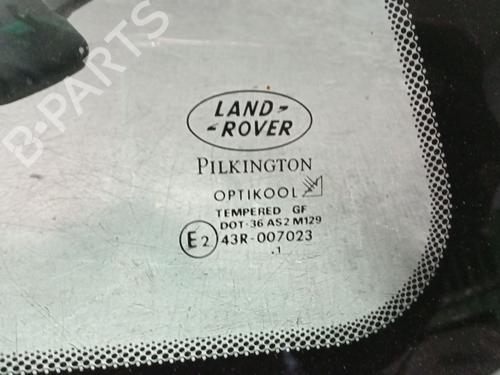 B-PARTS
LAND-
-ROVER
PILKINGTON
OPTIKOOL
TEMPERED GF
DOT-36 AS2 M129
E2 43R-007023
.1